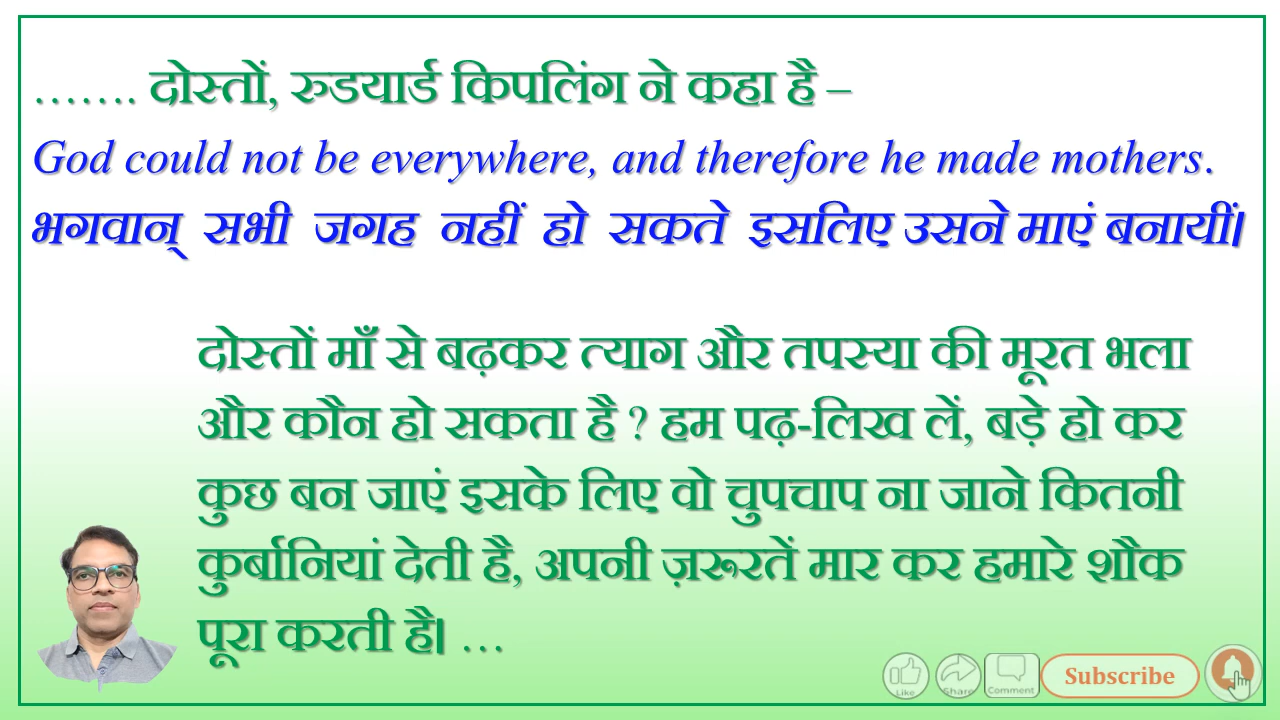 ....... दोस्तों, रुडयार्ड किपलिंग ने कहा है –
God could not be everywhere, and therefore he made mothers.
भगवान् सभी जगह नहीं हो सकते इसलिए उसने माएं बनायीं।
दोस्तों माँ से बढ़कर त्याग और तपस्या की मूरत भला
और कौन हो सकता है ? हम पढ़-लिख लें, बड़े हो कर
कुछ बन जाएं इसके लिए वो चुपचाप ना जाने कितनी
कुर्बानियां देती है, अपनी ज़रूरतें मार कर हमारे शौक
पूरा करती है। ...
Like Share Comment Subscribe